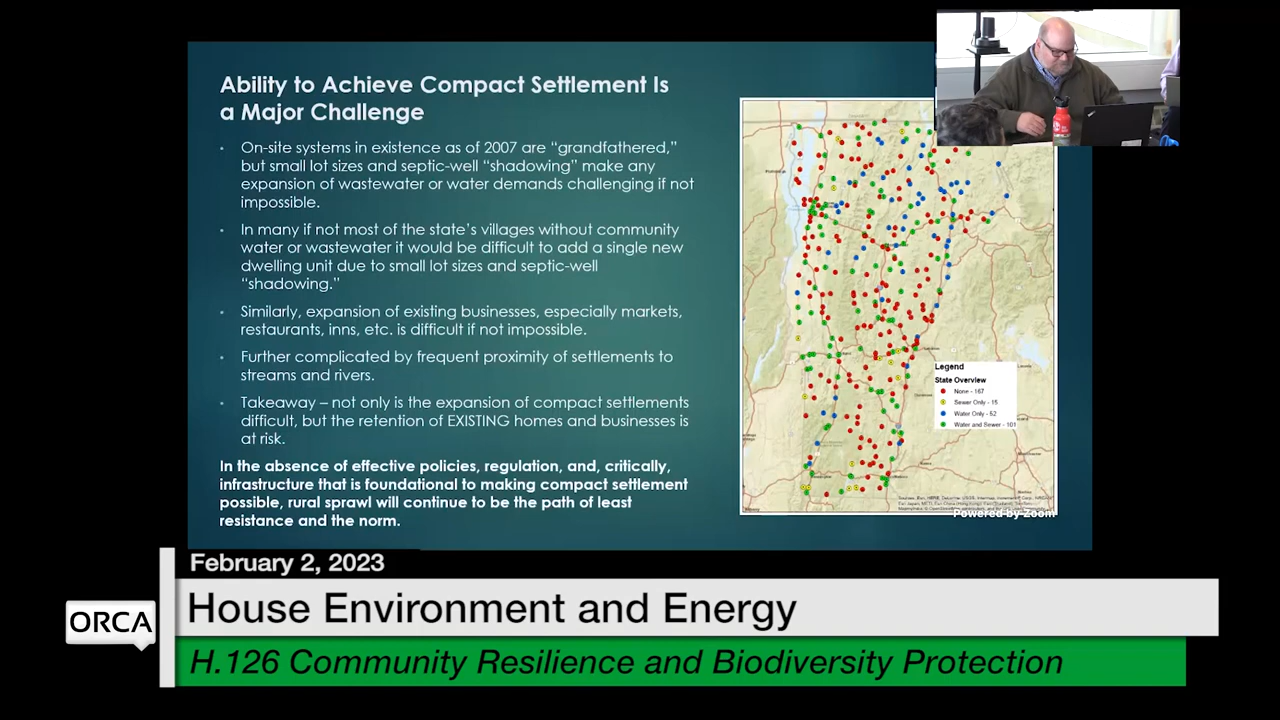 Ability to Achieve Compact Settlement Is
a Major Challenge
On-site systems in existence as of 2007 are “grandfathered,”
but small lot sizes and septic-well “shadowing” make any
expansion of wastewater or water demands challenging if not
impossible.
In many if not most of the state’s villages without community
water or wastewater it would be difficult to add a single new
dwelling unit due to small lot sizes and septic-well
“shadowing.”
Similarly, expansion of existing businesses, especially markets,
restaurants, inns, etc. is difficult if not impossible.
Further complicated by frequent proximity of settlements to
streams and rivers.
Takeaway – not only is the expansion of compact settlements
difficult, but the retention of EXISTING homes and businesses is
at risk.
In the absence of effective policies, regulation, and, critically,
infrastructure that is foundational to making compact settlement
possible, rural sprawl will continue to be the path of least
resistance and the norm.
Legend
State Overview
None - 167
Sewer Only - 15
Water Only - 52
Water and Sewer - 101
Powered by Zoom
February 2, 2023
House Environment and Energy
ORCA
H.126 Community Resilience and Biodiversity Protection